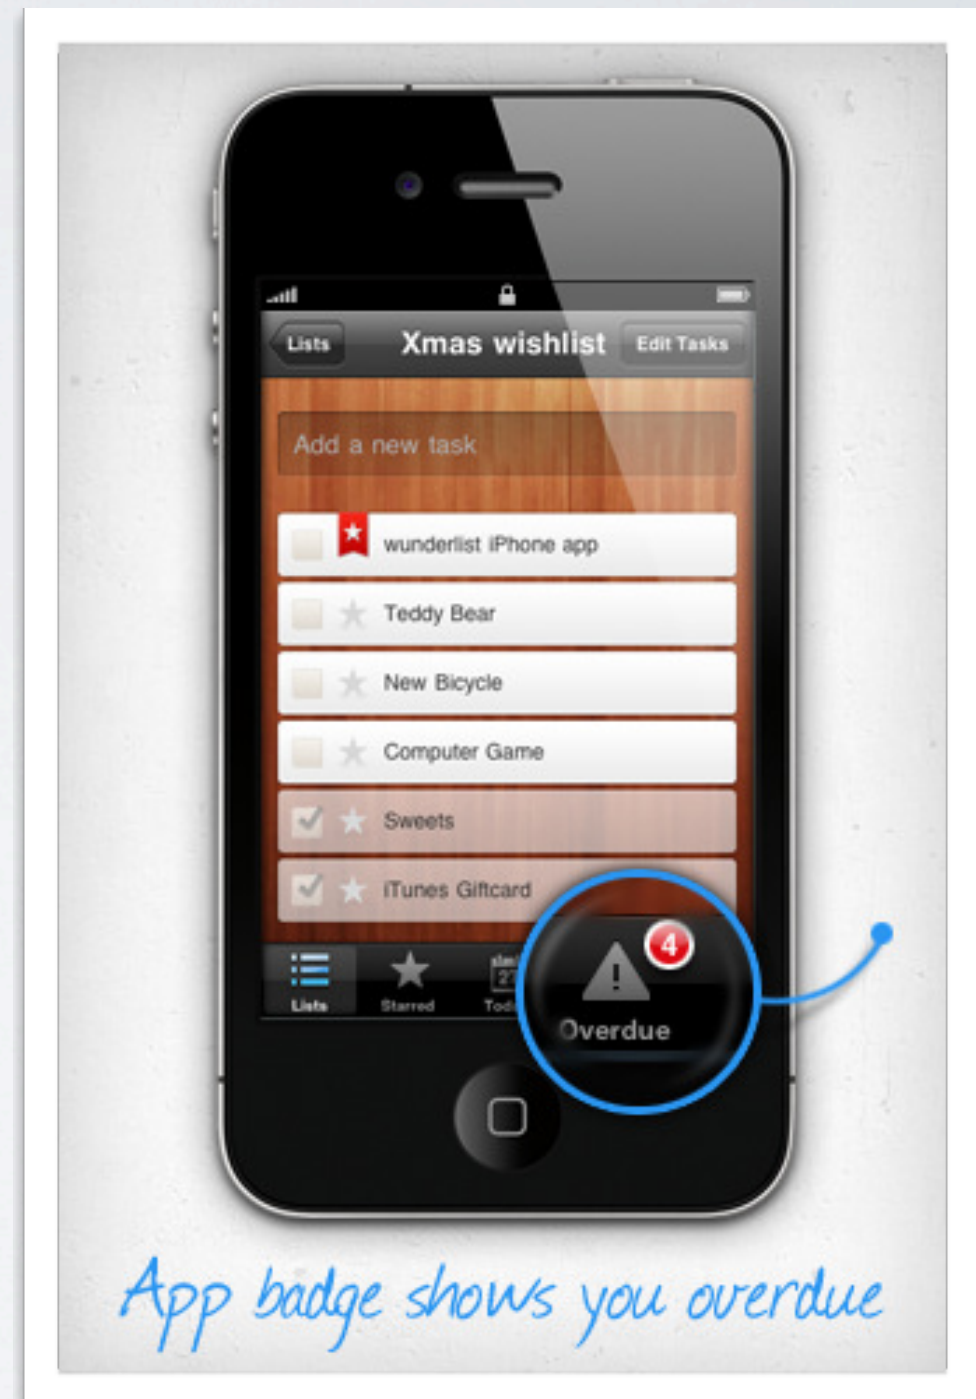 Lists
Xmas wishlist
Edit Tasks
Add a new task
wunderlist iPhone app
Teddy Bear
New Bicycle
Computer Game
Sweets
iTunes Giftcard
4
Lists
Starred
27
Overdue
App badge shows you overdue